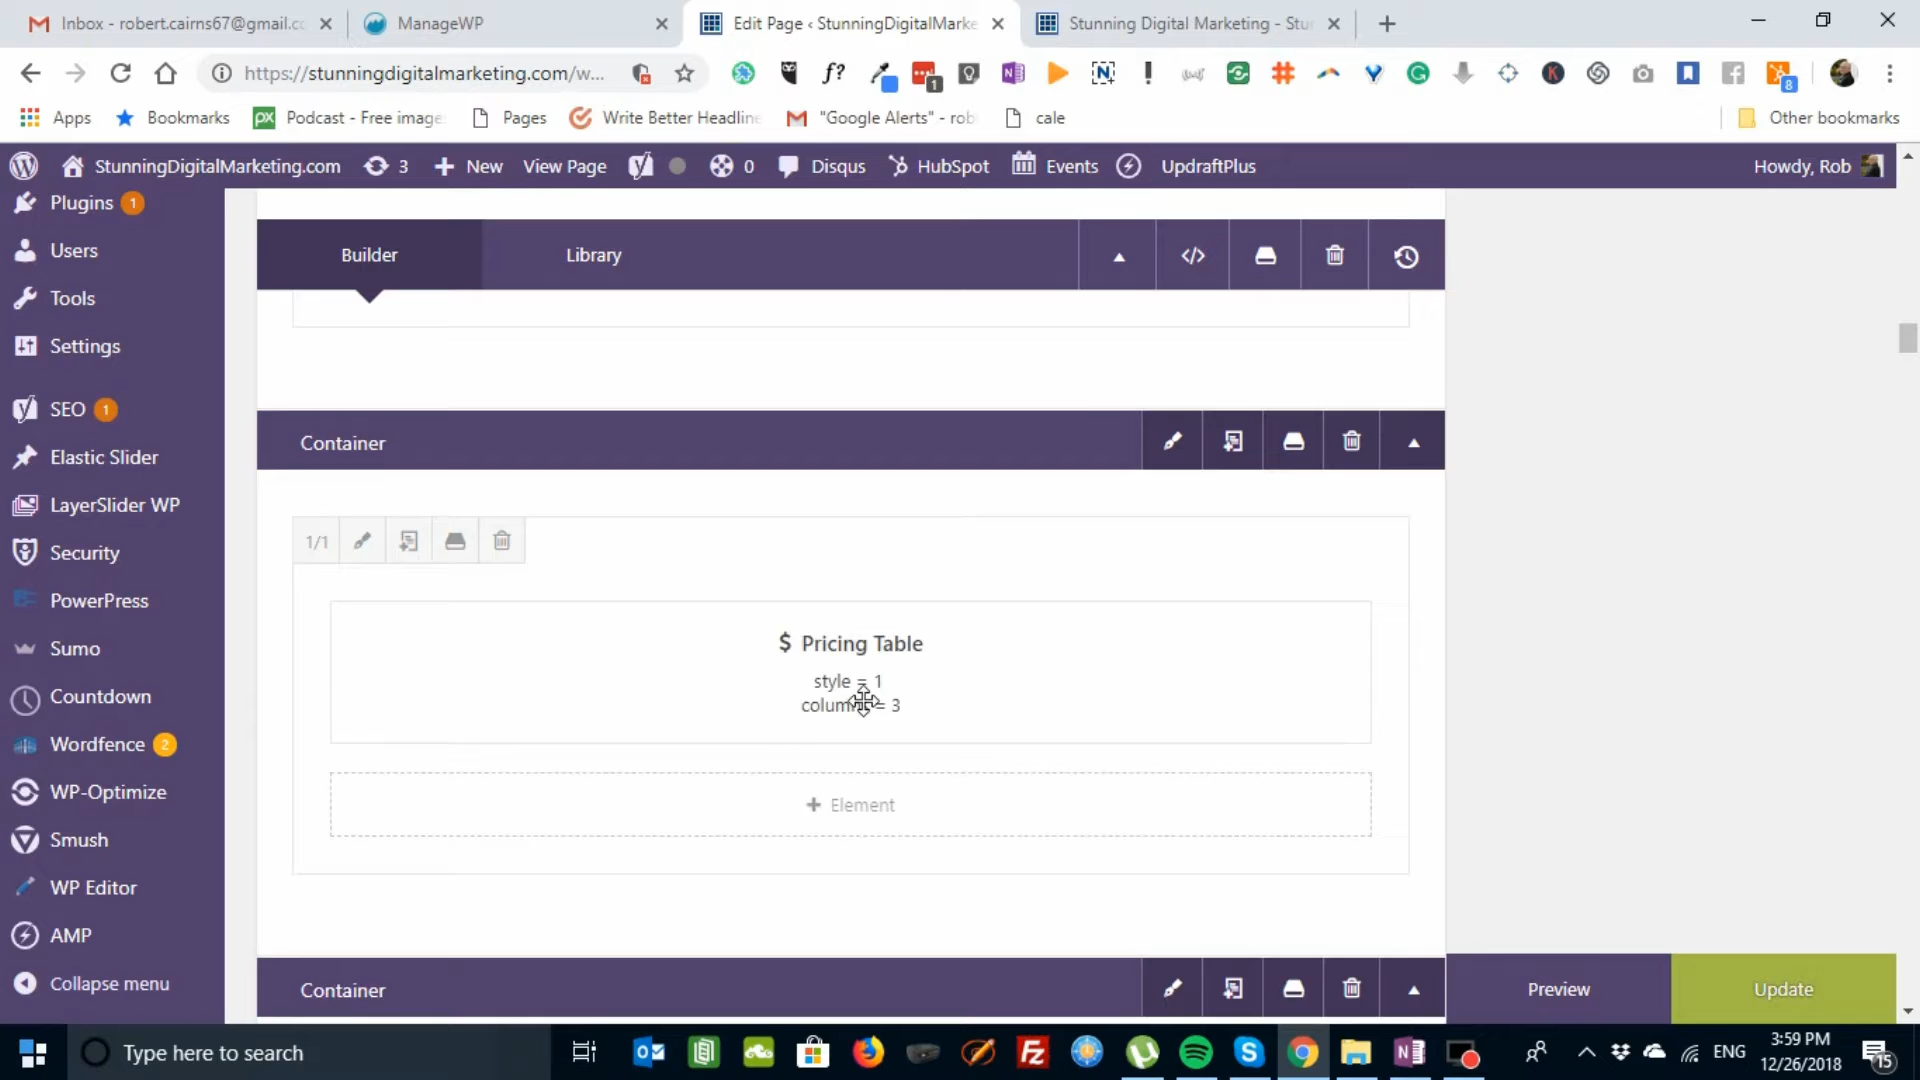 Inbox - robert.cairns67@gmail.c
ManageWP
Edit Page ‹ StunningDigitalMarke
Stunning Digital Marketing - Stu
https://stunningdigitalmarketing.com/w...
f?
1
8
Apps
Bookmarks
px
Podcast - Free image
Pages
Write Better Headline
"Google Alerts" - rob
cale
Other bookmarks
StunningDigitalMarketing.com
3
New
View Page
0
Disqus
HubSpot
Events
UpdraftPlus
Howdy, Rob
Plugins 1
Users
Tools
Settings
SEO 1
Elastic Slider
LayerSlider WP
Security
PowerPress
Sumo
Countdown
Wordfence 2
WP-Optimize
Smush
WP Editor
AMP
Collapse menu
Builder
Library
</>
Container
1/1
$ Pricing Table
style = 1
= 3
+ Element
Container
Preview
Update
Type here to search
ENG
3:59 PM
12/26/2018
15